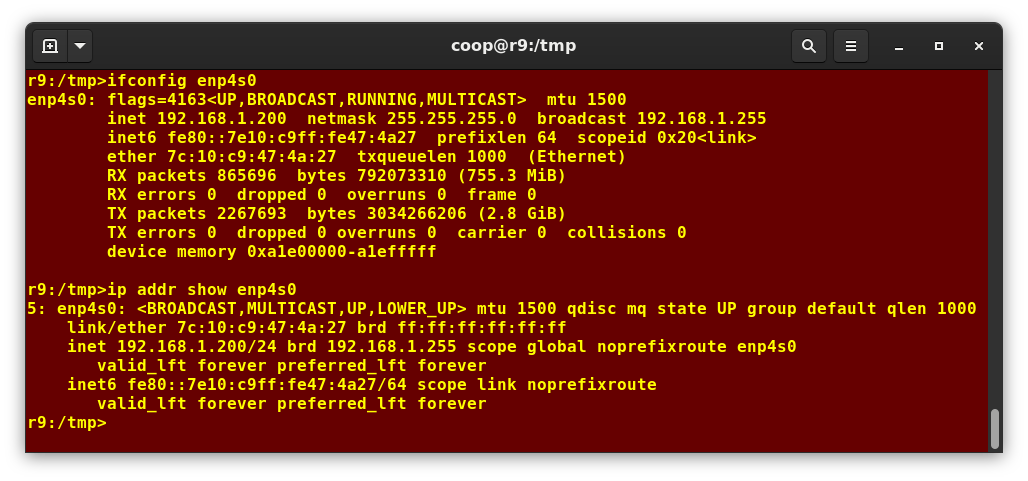 coop@r9:/tmp
r9:/tmp>ifconfig enp4s0
enp4s0: flags=4163<UP,BROADCAST,RUNNING,MULTICAST>  mtu 1500
        inet 192.168.1.200  netmask 255.255.255.0  broadcast 192.168.1.255
        inet6 fe80::7e10:c9ff:fe47:4a27  prefixlen 64  scopeid 0x20<link>
        ether 7c:10:c9:47:4a:27  txqueuelen 1000  (Ethernet)
        RX packets 865696  bytes 792073310 (755.3 MiB)
        RX errors 0  dropped 0  overruns 0  frame 0
        TX packets 2267693  bytes 3034266206 (2.8 GiB)
        TX errors 0  dropped 0 overruns 0  carrier 0  collisions 0
        device memory 0xa1e00000-a1efffff
r9:/tmp>ip addr show enp4s0
5: enp4s0: <BROADCAST,MULTICAST,UP,LOWER_UP> mtu 1500 qdisc mq state UP group default qlen 1000
    link/ether 7c:10:c9:47:4a:27 brd ff:ff:ff:ff:ff:ff
    inet 192.168.1.200/24 brd 192.168.1.255 scope global noprefixroute enp4s0
       valid_lft forever preferred_lft forever
    inet6 fe80::7e10:c9ff:fe47:4a27/64 scope link noprefixroute
       valid_lft forever preferred_lft forever
r9:/tmp>